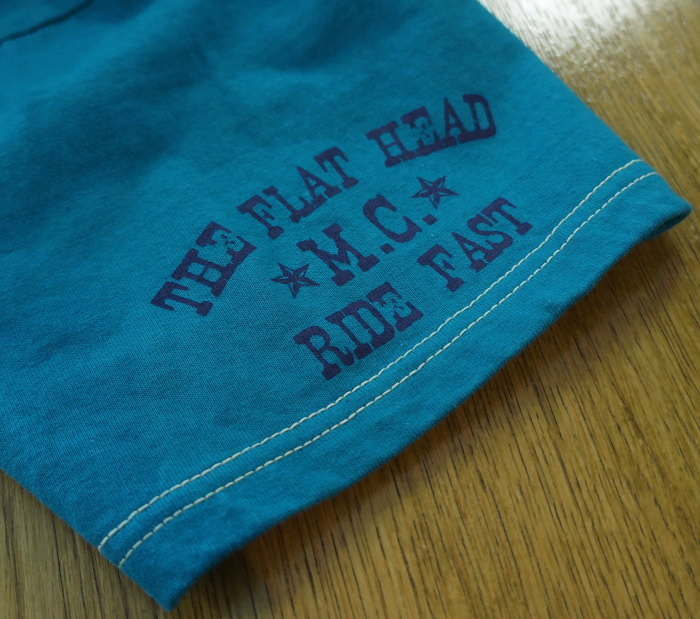 THE FLAT HEAD
★M.C.★
RIDE FAST